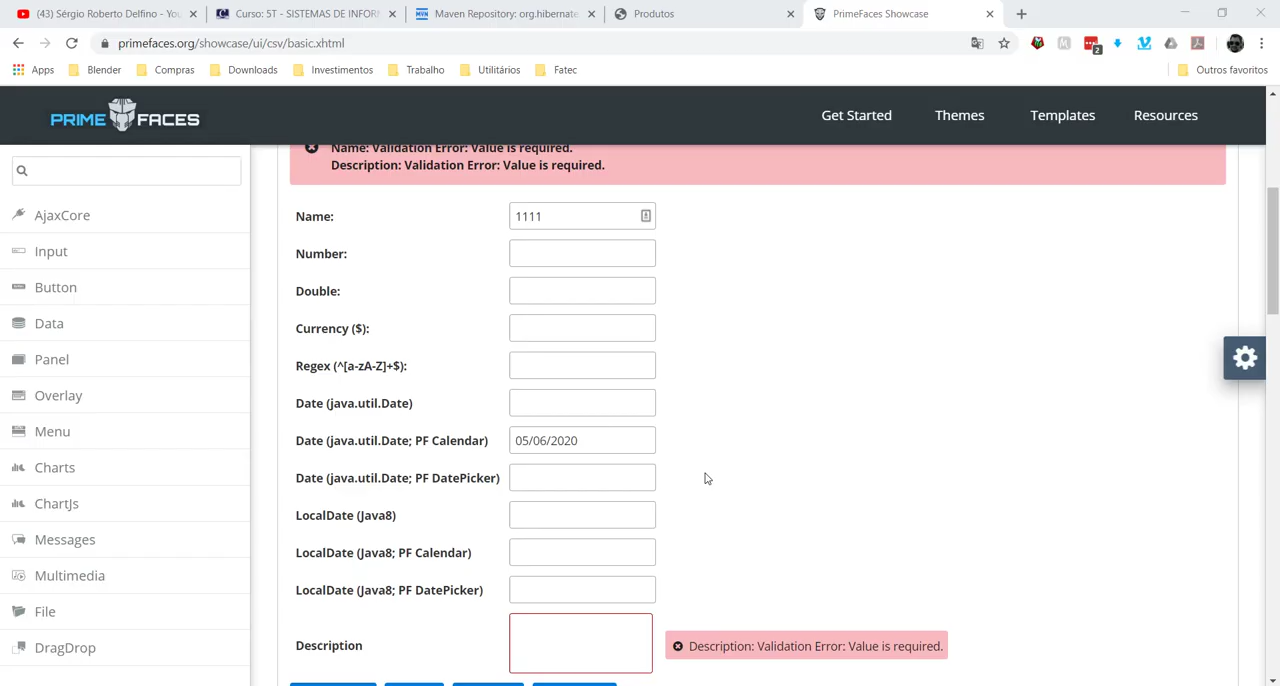 (43) Sérgio Roberto Delfino - You
Curso: 5T - SISTEMAS DE INFOR
Maven Repository: org.hibernate
Produtos
PrimeFaces Showcase
primefaces.org/showcase/ui/csv/basic.xhtml
2
Apps
Blender
Compras
Downloads
Investimentos
Trabalho
Utilitários
Fatec
Outros favoritos
PRIMEFACES
Get Started
Themes
Templates
Resources
Name: Validation Error: Value is required.
Description: Validation Error: Value is required.
AjaxCore
Input
Button
Data
Panel
Overlay
Menu
Charts
ChartJs
Messages
Multimedia
File
DragDrop
Name:
1111
Number:
Double:
Currency ($):
Regex (^[a-zA-Z]+$):
Date (java.util.Date)
Date (java.util.Date; PF Calendar)
05/06/2020
Date (java.util.Date; PF DatePicker)
LocalDate (Java8)
LocalDate (Java8; PF Calendar)
LocalDate (Java8; PF DatePicker)
Description
Description: Validation Error: Value is required.